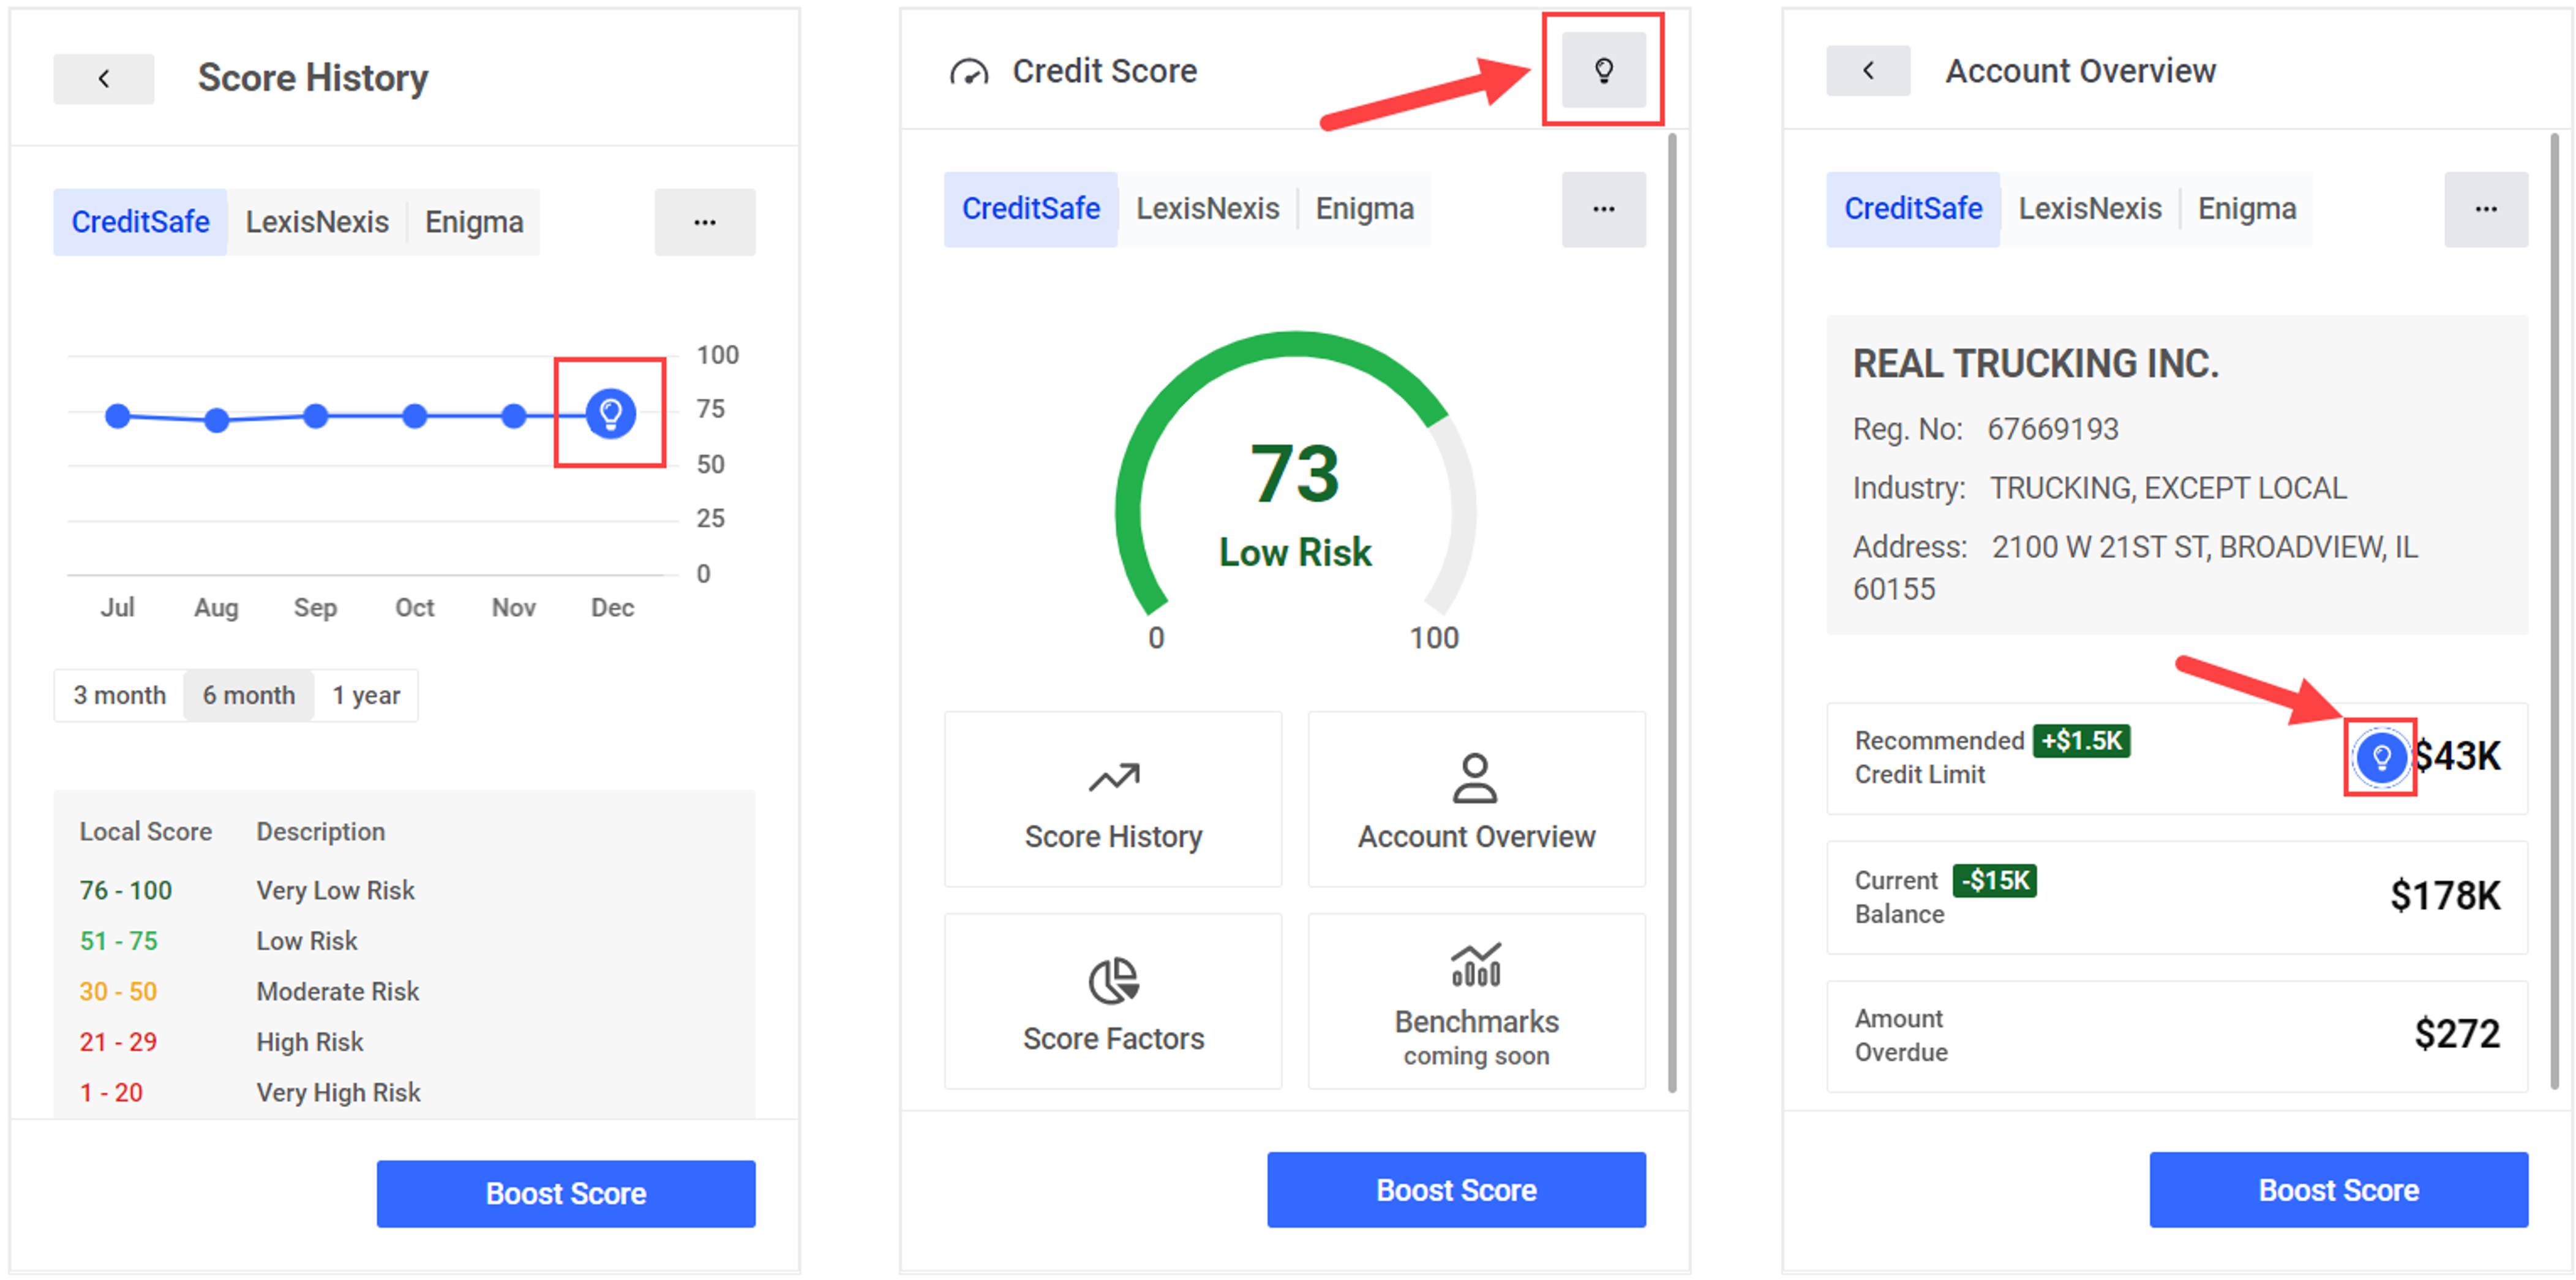 Score History
CreditSafe LexisNexis Enigma ...
100
75
50
25
0
Jul Aug Sep Oct Nov Dec
3 month 6 month 1 year
Local Score Description
76 - 100 Very Low Risk
51 - 75 Low Risk
30 - 50 Moderate Risk
21 - 29 High Risk
1 - 20 Very High Risk
Boost Score
Credit Score
CreditSafe LexisNexis Enigma ...
73
Low Risk
0 100
Score History
Account Overview
Score Factors
Benchmarks
coming soon
Boost Score
Account Overview
CreditSafe LexisNexis Enigma ...
REAL TRUCKING INC.
Reg. No: 67669193
Industry: TRUCKING, EXCEPT LOCAL
Address: 2100 W 21ST ST, BROADVIEW, IL
60155
Recommended +$1.5K
Credit Limit
$43K
Current -$15K
Balance
$178K
Amount
Overdue
$272
Boost Score